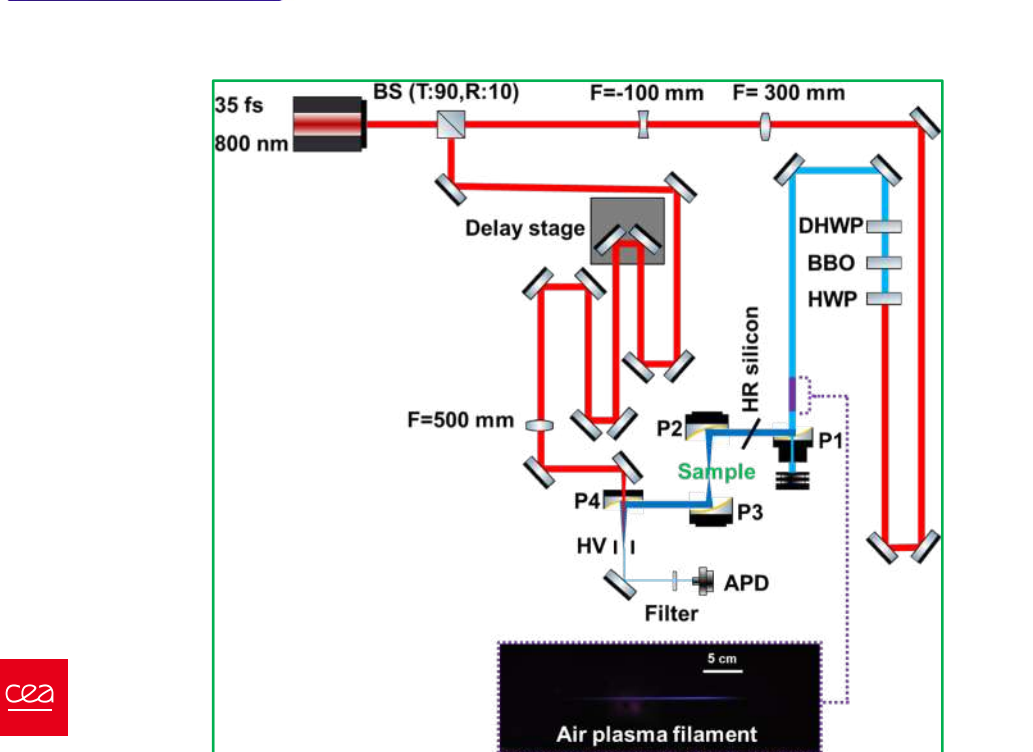 BS (T:90,R:10)
F=-100 mm
F= 300 mm
35 fs
800 nm
DHWP
Delay stage
BBO
HWP
HR silicon
F=500 mm
P2
P1
Sample
P4
P3
HV
APD
Filter
5 cm
cea
Air plasma filament